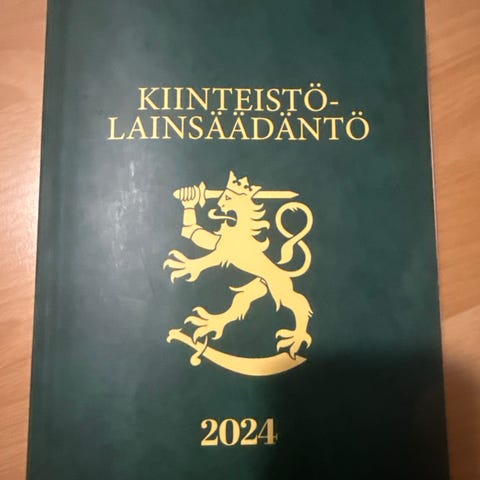 KIINTEISTÖ-
LAINSÄÄDÄNTÖ
2024